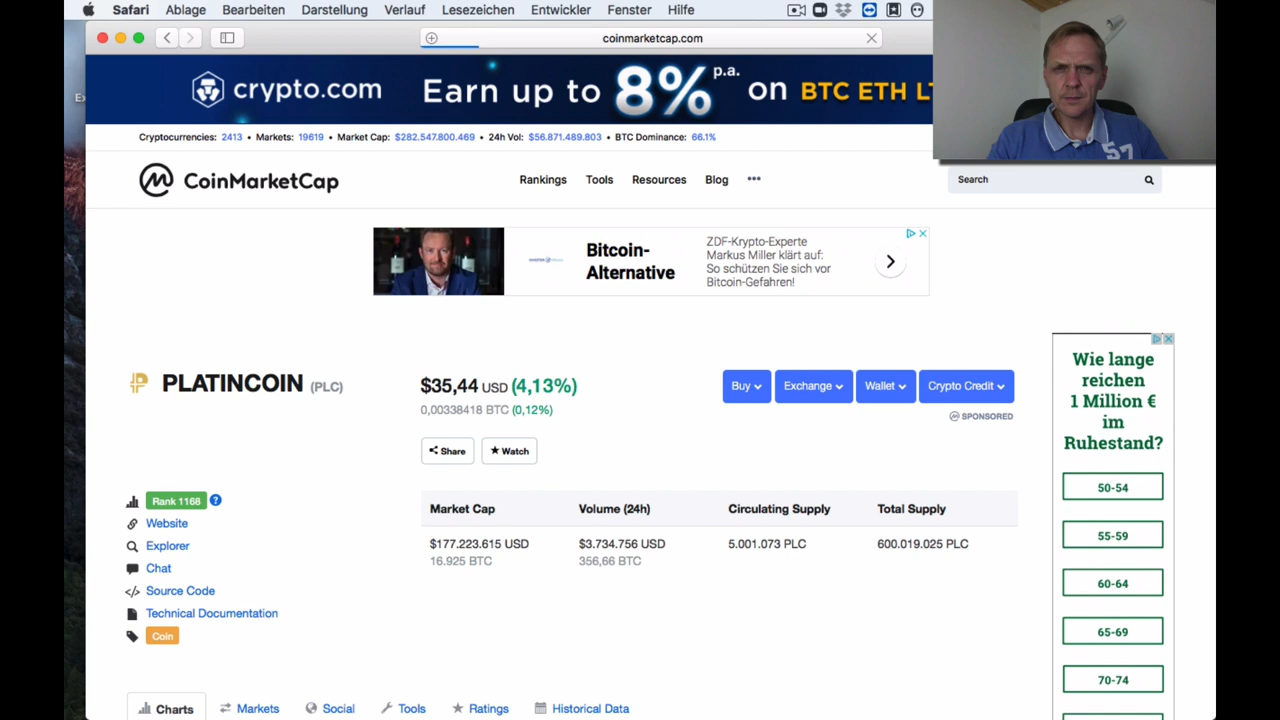 Safari Ablage Bearbeiten Darstellung Verlauf Lesezeichen Entwickler Fenster Hilfe
coinmarketcap.com
crypto.com Earn up to 8% p.a. on BTC ETH
Cryptocurrencies: 2413 • Markets: 19619 • Market Cap: $282.547.800.469 • 24h Vol: $56.871.489.803 • BTC Dominance: 66.1%
57
CoinMarketCap
Rankings Tools Resources Blog •••
Search
Bitcoin-
Alternative
ZDF-Krypto-Experte
Markus Miller klärt auf:
So schützen Sie sich vor
Bitcoin-Gefahren!
PLATINCOIN (PLC)
$35,44 USD (4,13%)
0,00338418 BTC (0,12%)
Buy Exchange Wallet Crypto Credit
SPONSORED
Share Watch
Rank 1168 ?
Website
Explorer
Chat
Source Code
Technical Documentation
Coin
Market Cap Volume (24h) Circulating Supply Total Supply
$177.223.615 USD $3.734.756 USD 5.001.073 PLC 600.019.025 PLC
16.925 BTC 356,66 BTC
Wie lange
reichen
1 Million €
im
Ruhestand?
50-54
55-59
60-64
65-69
70-74
Charts Markets Social Tools Ratings Historical Data